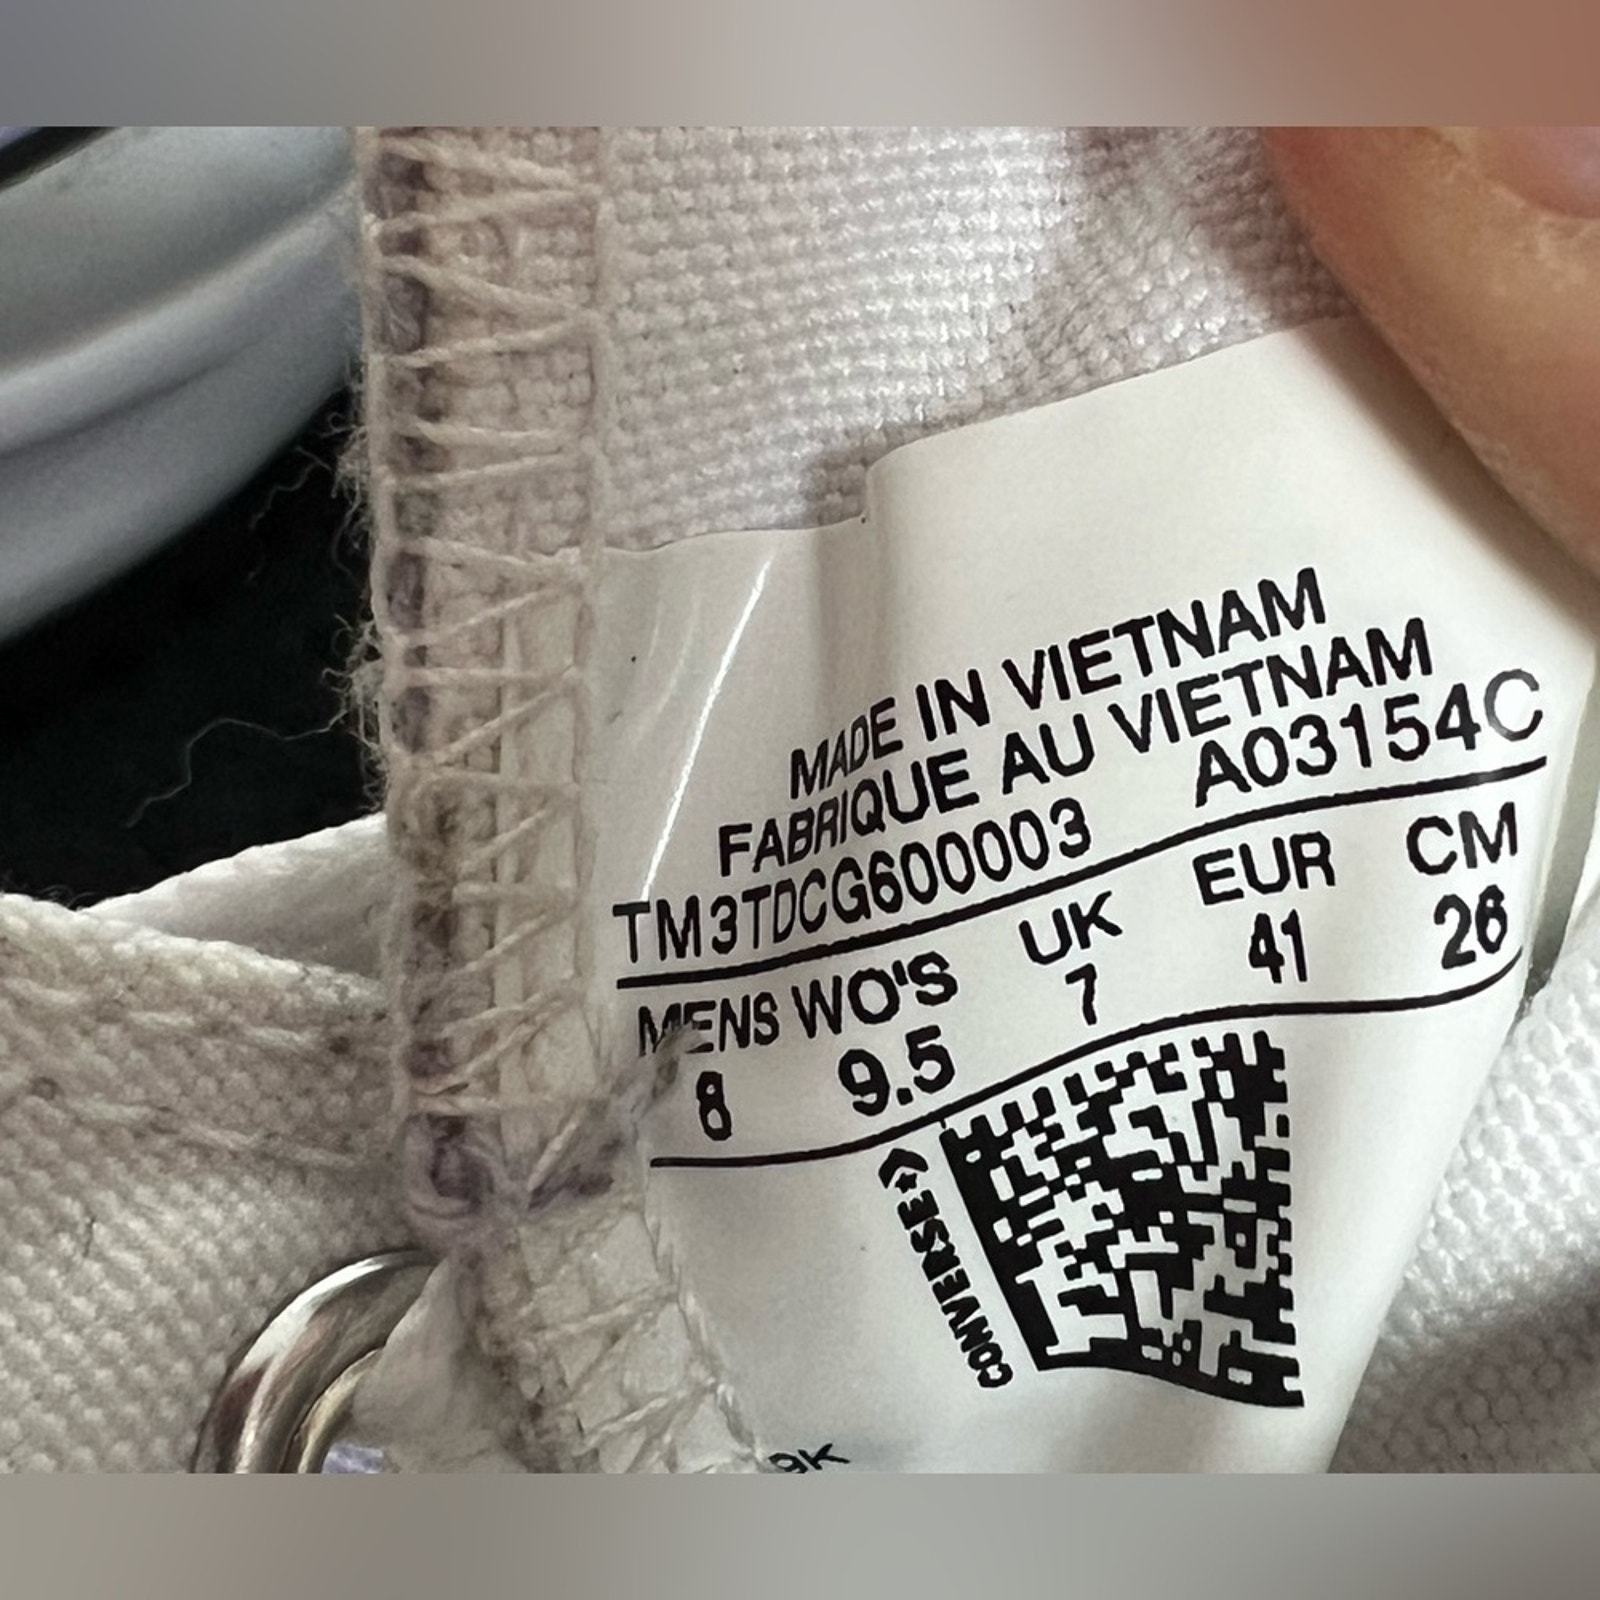 MADE IN VIETNAM
FABRIQUE AU VIETNAM
TM3TDCG600003 A03154C
MENS WO'S UK EUR CM
8 9.5 7 41 26
CONVERSE
9K